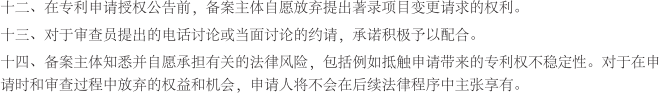 十二、在专利申请授权公告前，备案主体自愿放弃提出著录项目变更请求的权利。
十三、对于审查员提出的电话讨论或当面讨论的约请，承诺积极予以配合。
十四、备案主体知悉并自愿承担有关的法律风险，包括例如抵触申请带来的专利权不稳定性。对于在申
请时和审查过程中放弃的权益和机会，申请人将不会在后续法律程序中主张享有。